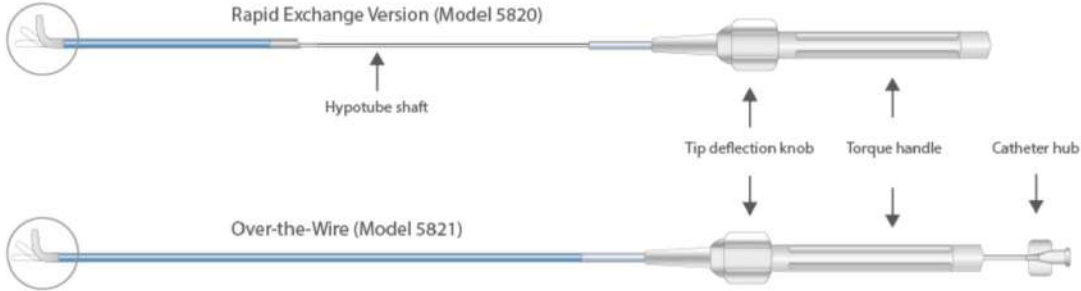 Rapid Exchange Version (Model 5820)
Hypotube shaft
Tip deflection knob
Torque handle
Catheter hub
Over-the-Wire (Model 5821)